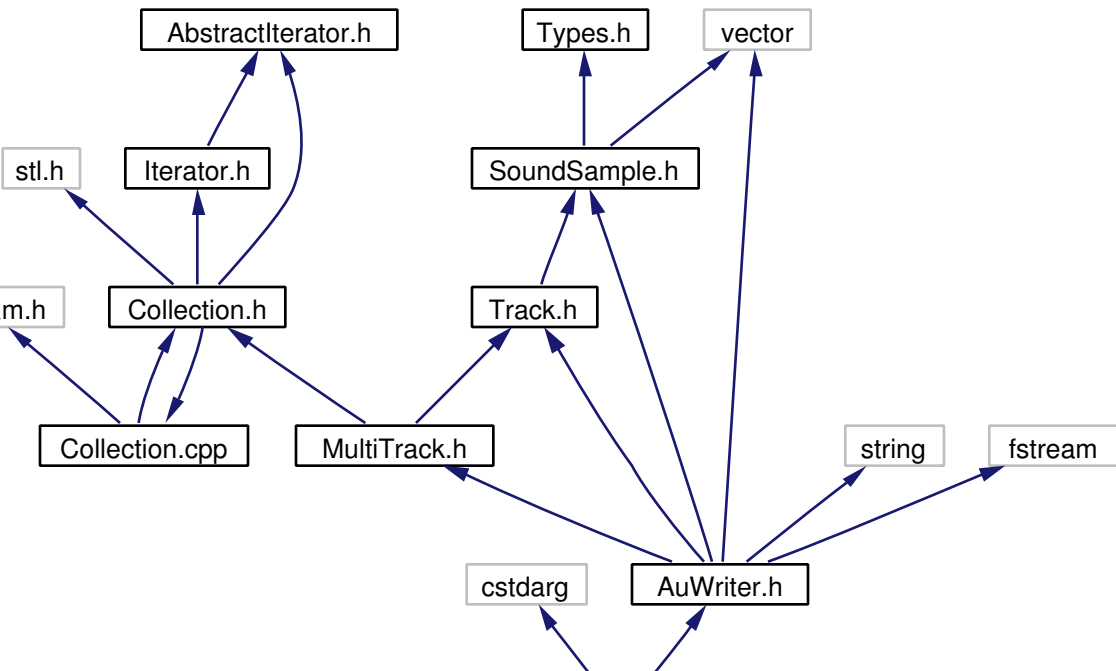 AbstractIterator.h
Types.h
vector
stl.h
Iterator.h
SoundSample.h
m.h
Collection.h
Track.h
Collection.cpp
MultiTrack.h
string
fstream
cstdarg
AuWriter.h